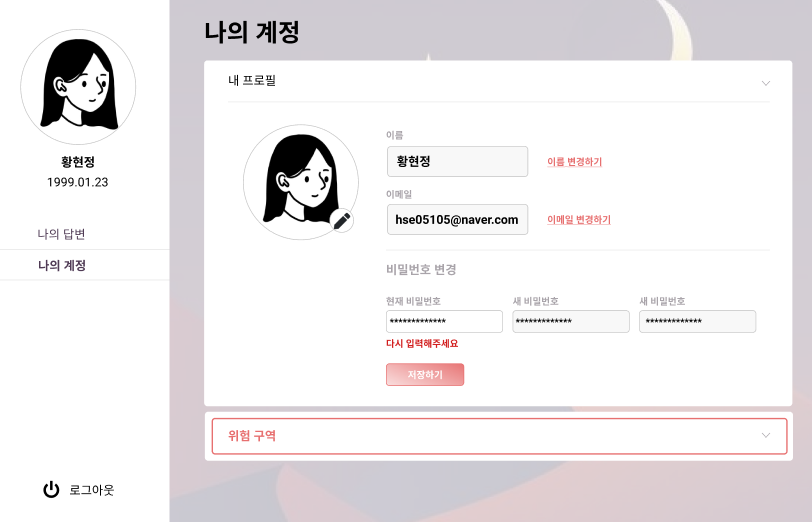 황현정
1999.01.23
나의 답변
나의 계정
로그아웃
나의 계정
내 프로필
이름
황현정
이름 변경하기
이메일
hse05105@naver.com
이메일 변경하기
비밀번호 변경
현재 비밀번호 새 비밀번호 새 비밀번호
************* ************* *************
다시 입력해주세요
저장하기
위험 구역